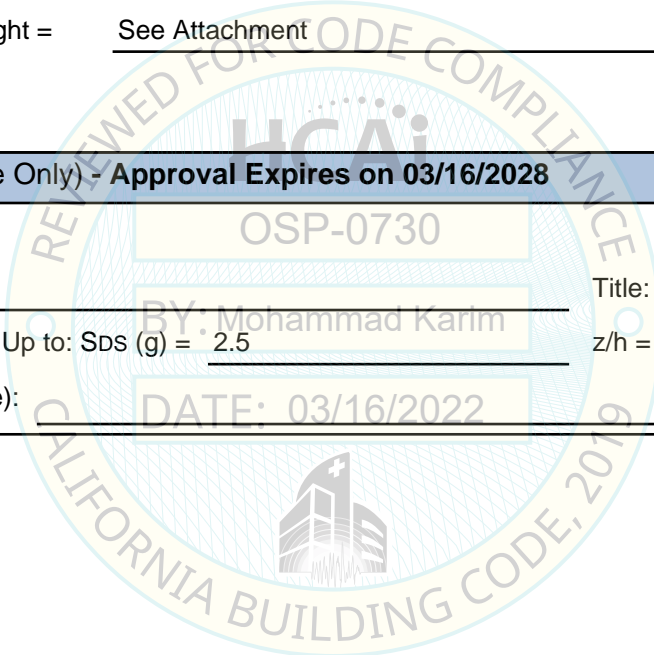 ght = See Attachment
REVIEWED FOR CODE COMPLIANCE
HCAi
e Only) - Approval Expires on 03/16/2028
OSP-0730
Title:
BY: Mohammad Karim
Up to: SDS (g) = 2.5 z/h =
e):
DATE: 03/16/2022
CALIFORNIA BUILDING CODE, 2019